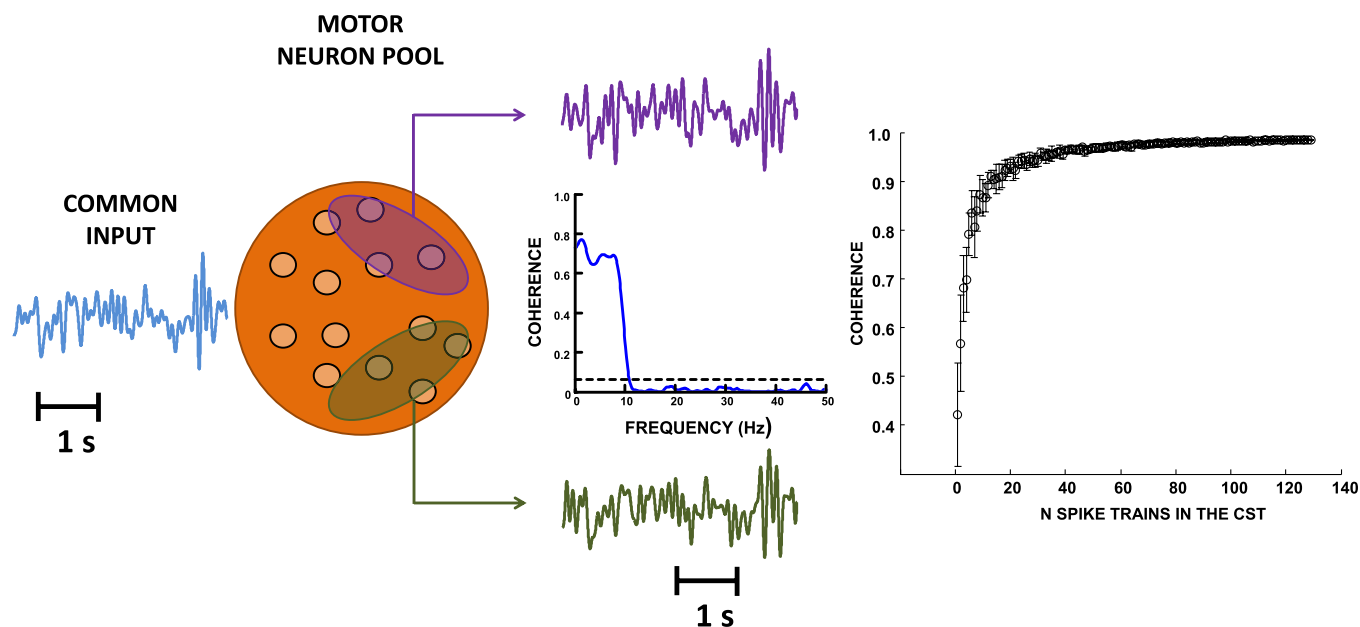 MOTOR
NEURON POOL
COMMON
INPUT
1 s
1.0
0.8
0.6
0.4
0.2
0
COHERENCE
0 10 20 30 40 50
FREQUENCY (Hz)
1 s
1.0
0.9
0.8
0.7
0.6
0.5
0.4
COHERENCE
0 20 40 60 80 100 120 140
N SPIKE TRAINS IN THE CST